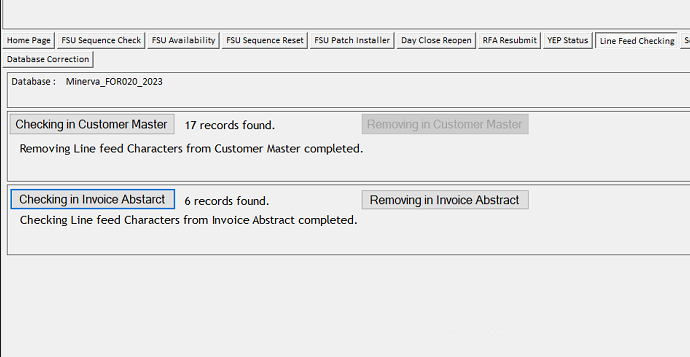 Home Page FSU Sequence Check FSU Availability FSU Sequence Reset FSU Patch Installer Day Close Reopen RFA Resubmit YEP Status Line Feed Checking
Database Correction
Database : Minerva_FOR020_2023
Checking in Customer Master 17 records found. Removing in Customer Master
Removing Line feed Characters from Customer Master completed.
Checking in Invoice Abstarct 6 records found. Removing in Invoice Abstract
Checking Line feed Characters from Invoice Abstract completed.